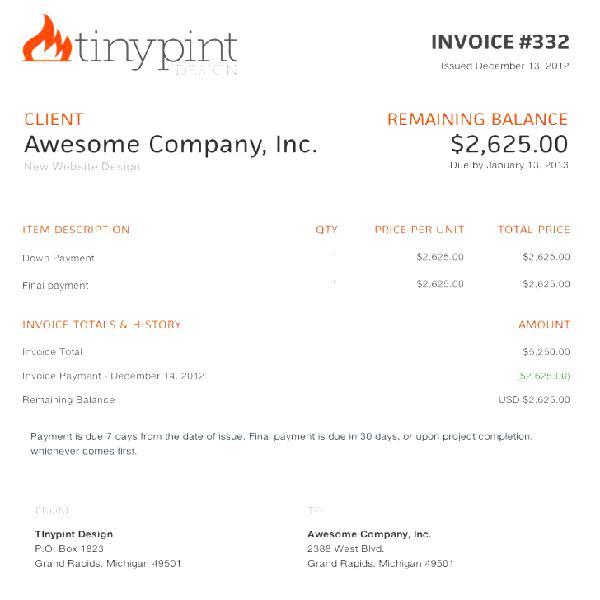 tinypint
DESIGN
INVOICE #332
Issued December 13, 2012
CLIENT
REMAINING BALANCE
Awesome Company, Inc.
$2,625.00
New Website Design
Due by January 13, 2013
ITEM DESCRIPTION QTY PRICE PER UNIT TOTAL PRICE
Down Payment $2,625.00 $2,625.00
Final payment $2,625.00 $2,625.00
INVOICE TOTALS & HISTORY AMOUNT
Invoice Total $5,250.00
Invoice Payment - December 14, 2012 ($2,625.00)
Remaining Balance USD $2,625.00
Payment is due 7 days from the date of issue. Final payment is due in 30 days, or upon project completion,
whichever comes first.
FROM TO
TInypint Design Awesome Company, Inc.
P.O. Box 1823 2388 West Blvd.
Grand Rapids, Michigan 49501 Grand Rapids, Michigan 49501